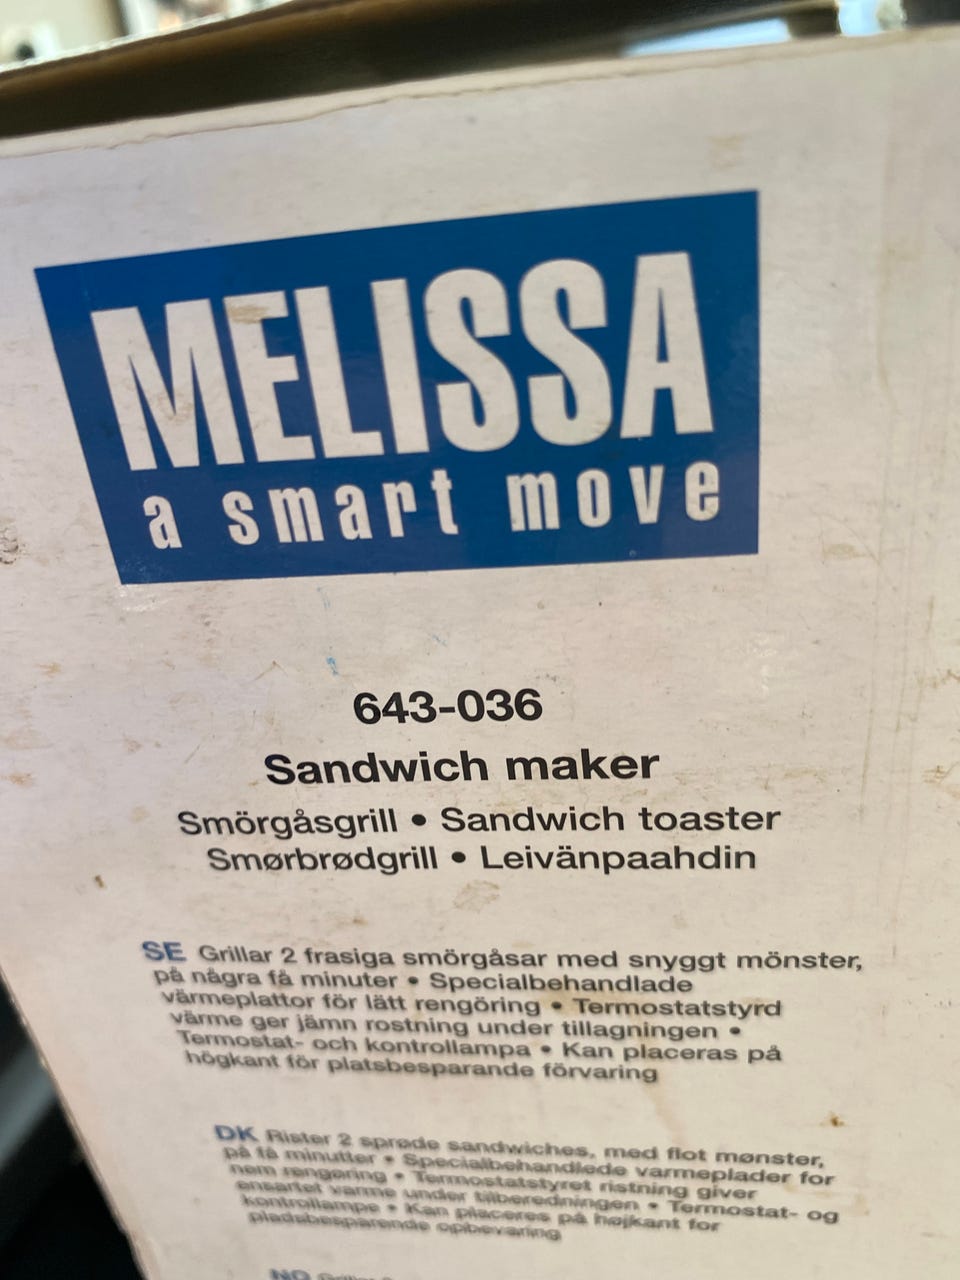 MELISSA
a smart move
643-036
Sandwich maker
Smörgåsgrill • Sandwich toaster
Smørbrødgrill • Leivänpaahdin
SE Grillar 2 frasiga smörgåsar med snyggt mönster,
på några få minuter • Specialbehandlade
värmeplattor för lätt rengöring • Termostatstyrd
värme ger jämn rostning under tillagningen •
Termostat- och kontrollampa • Kan placeras på
högkant för platsbesparande förvaring
DK Rister 2 sprøde sandwiches, med flot mønster,
på få minutter • Specialbehandlede varmeplader for
nem rengøring • Termostatstyret ristning giver
ensartet varme under tilberedningen • Termostat- og
kontrollampe • Kan placeres på højkant for
pladsbesparende opbevaring
NO